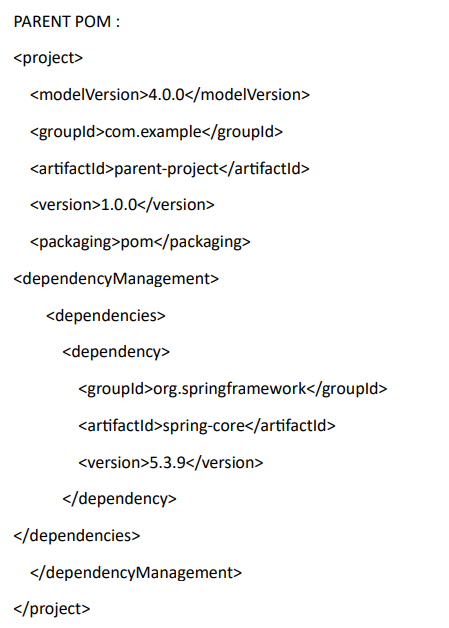 PARENT POM :
<project>
<modelVersion>4.0.0</modelVersion>
<groupId>com.example</groupId>
<artifactId>parent-project</artifactId>
<version>1.0.0</version>
<packaging>pom</packaging>
<dependencyManagement>
<dependencies>
<dependency>
<groupId>org.springframework</groupId>
<artifactId>spring-core</artifactId>
<version>5.3.9</version>
</dependency>
</dependencies>
</dependencyManagement>
</project>